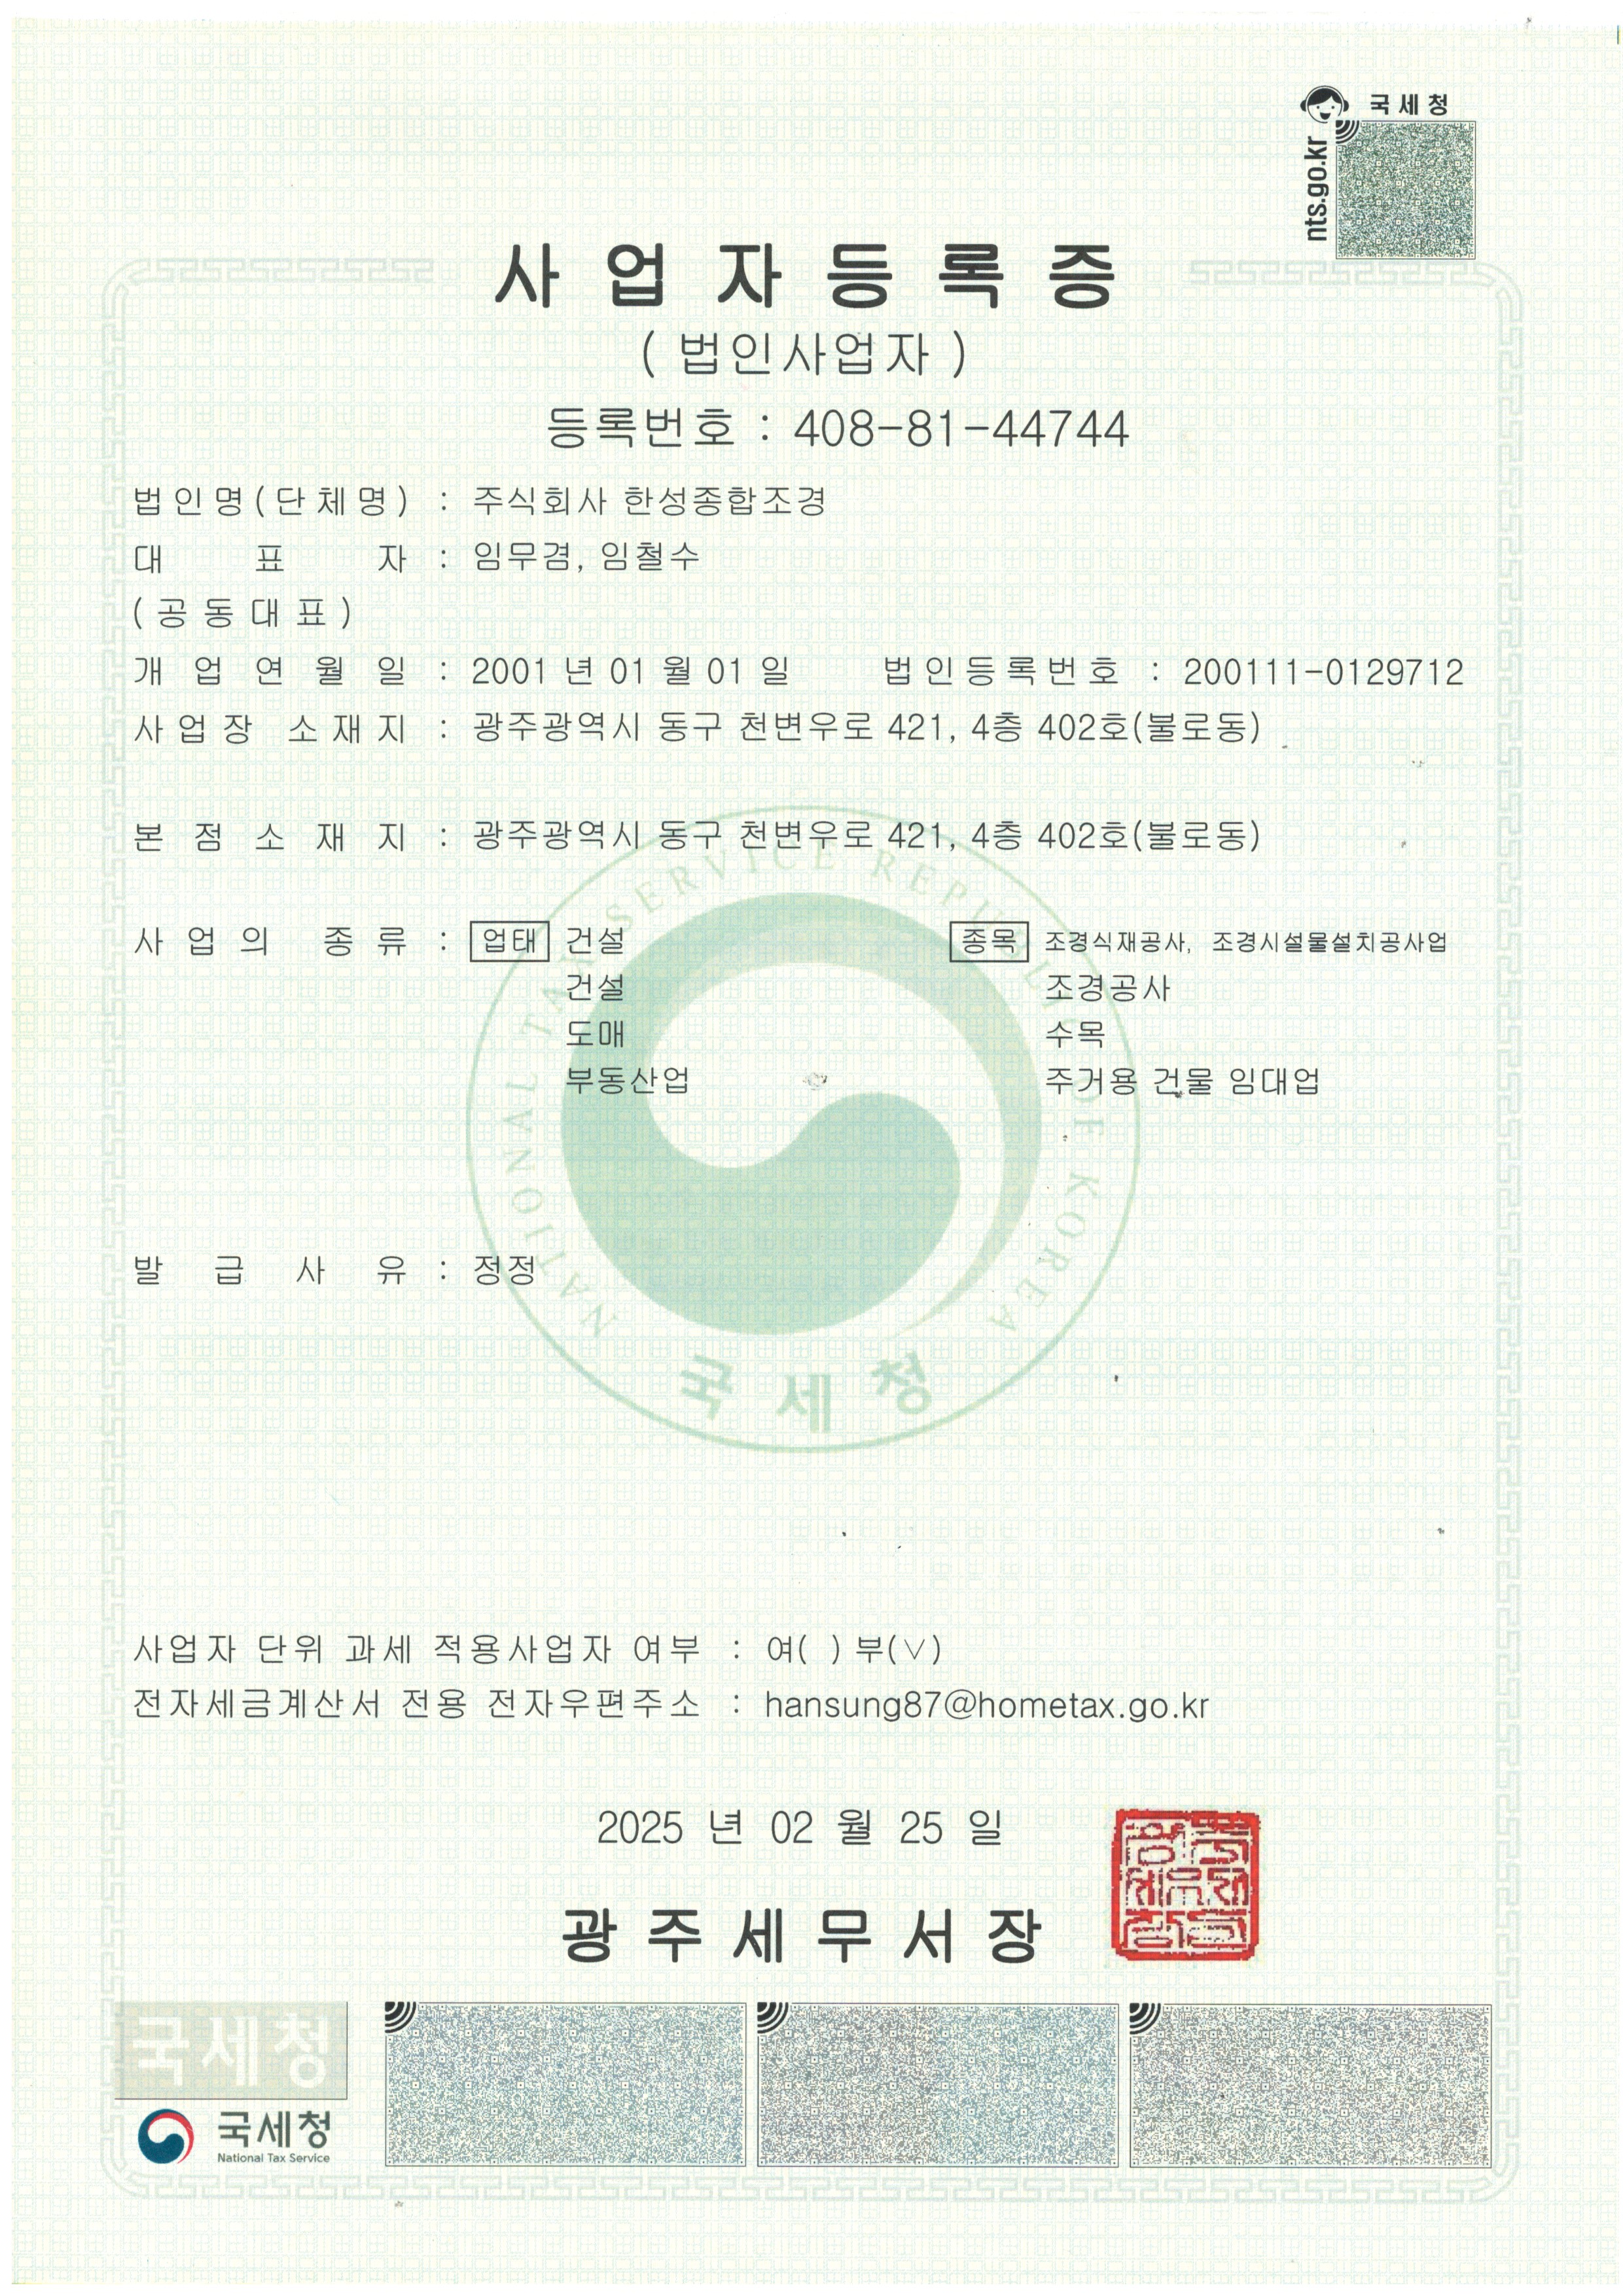 국세청
nts.go.kr
사업자등록증
( 법인사업자 )
등록번호 : 408-81-44744
법인명(단체명) : 주식회사 한성종합조경
대표자 : 임무겸, 임철수
(공동대표)
개업연월일 : 2001 년 01 월 01 일 법인등록번호 : 200111-0129712
사업장 소재지 : 광주광역시 동구 천변우로 421, 4층 402호(불로동)
본점소재지 : 광주광역시 동구 천변우로 421, 4층 402호(불로동)
사업의 종류 : 업태 건설 종목 조경식재공사, 조경시설물설치공사업
건설 조경공사
도매 수목
부동산업 주거용 건물 임대업
NATIONAL TAX SERVICE REPUBLIC OF KOREA
발급사유 : 정정
국세청
사업자 단위 과세 적용사업자 여부 : 여( ) 부(∨)
전자세금계산서 전용 전자우편주소 : hansung87@hometax.go.kr
2025 년 02 월 25 일
광주세무서장
국세청
국세청
National Tax Service